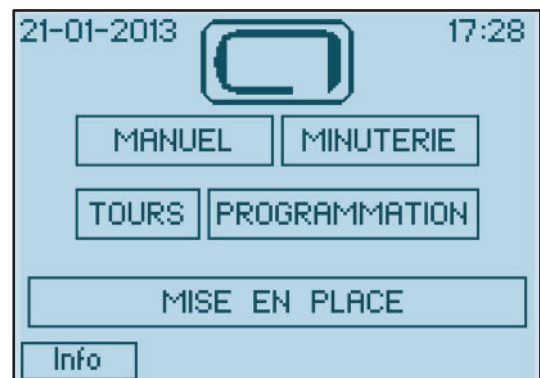 21-01-2013 17:28
MANUEL MINUTERIE
TOURS PROGRAMMATION
MISE EN PLACE
Info